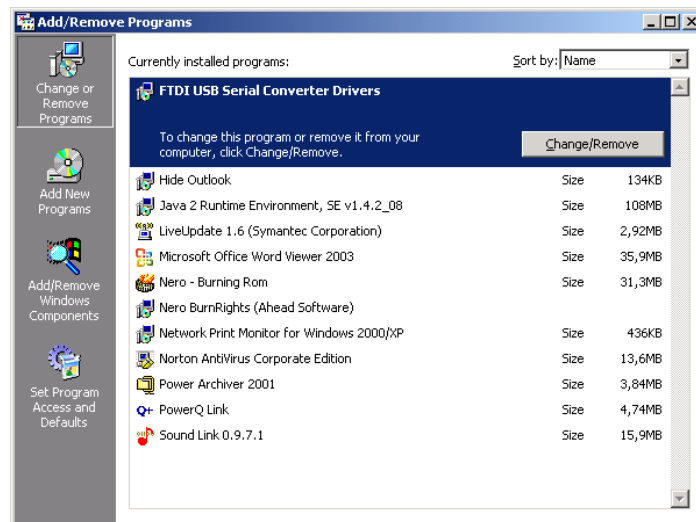 Add/Remove Programs
Change or
Remove
Programs
Add New
Programs
Add/Remove
Windows
Components
Set Program
Access and
Defaults
Currently installed programs:
Sort by: Name
FTDI USB Serial Converter Drivers
To change this program or remove it from your
computer, click Change/Remove.
Change/Remove
Hide Outlook Size 134KB
Java 2 Runtime Environment, SE v1.4.2_08 Size 108MB
LiveUpdate 1.6 (Symantec Corporation) Size 2,92MB
Microsoft Office Word Viewer 2003 Size 35,9MB
Nero - Burning Rom Size 31,3MB
Nero BurnRights (Ahead Software)
Network Print Monitor for Windows 2000/XP Size 436KB
Norton AntiVirus Corporate Edition Size 13,6MB
Power Archiver 2001 Size 3,84MB
Q+ PowerQ Link Size 4,74MB
Sound Link 0.9.7.1 Size 15,9MB